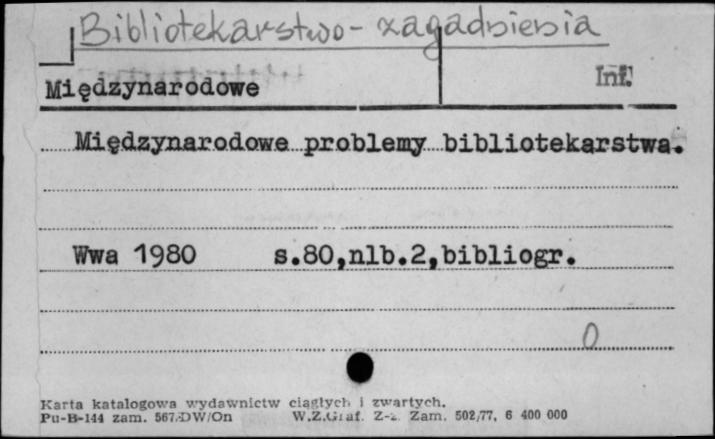 Bibliotekarstwo - zagadnienia
Międzynarodowe Inf.
Międzynarodowe problemy bibliotekarstwa.
Wwa 1980 s.80,nlb.2,bibliogr.
0
Karta katalogowa wydawnictw ciągłych i zwartych.
Pu-B-144 zam. 567/DW/On W.Z.Graf. Zam. 502/77, 6 400 000